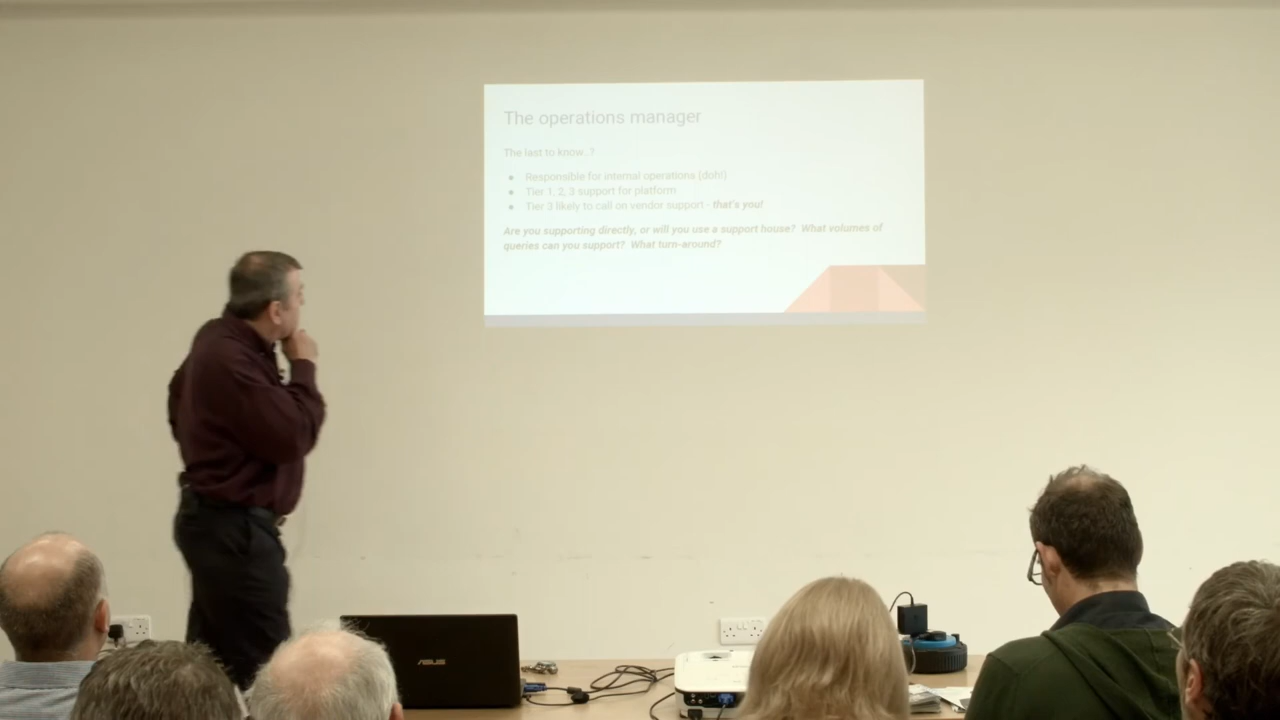 The operations manager
The last to know..?
Responsible for internal operations (doh!)
Tier 1, 2, 3 support for platform
Tier 3 likely to call on vendor support - that's you!
Are you supporting directly, or will you use a support house? What volumes of
queries can you support? What turn-around?
ASUS